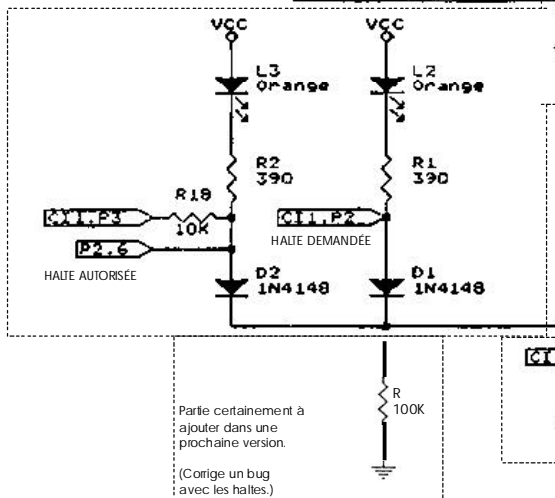 VCC
VCC
L3
Orange
L2
Orange
R2
390
R1
390
R18
10K
CI1.P3
CI1.P2
HALTE DEMANDÉE
P2.6
HALTE AUTORISÉE
D2
1N4148
D1
1N4148
CI
R
100K
Partie certainement à
ajouter dans une
prochaine version.
(Corrige un bug
avec les haltes.)